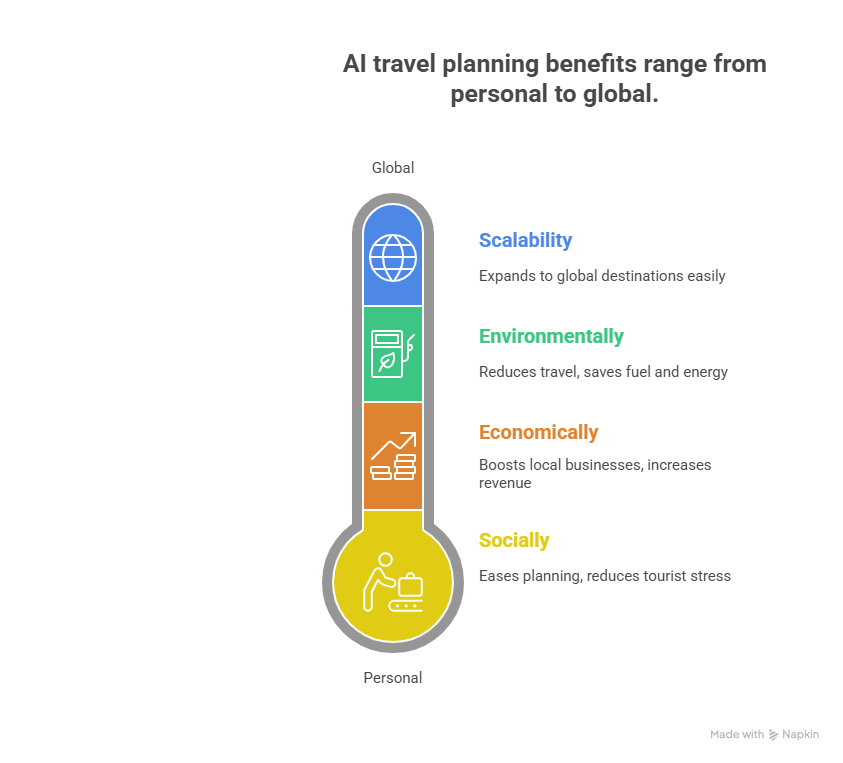 AI travel planning benefits range from
personal to global.
Global
Scalability
Expands to global destinations easily
Environmentally
Reduces travel, saves fuel and energy
Economically
Boosts local businesses, increases
revenue
Socially
Eases planning, reduces tourist stress
Personal
Made with Napkin